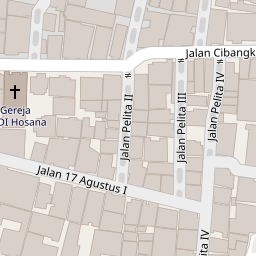 Jalan Cibangk
Jalan Pelita II
Jalan Pelita III
Jalan Pelita IV
Gereja
DI Hosana
Jalan 17 Agustus I
Pelita IV